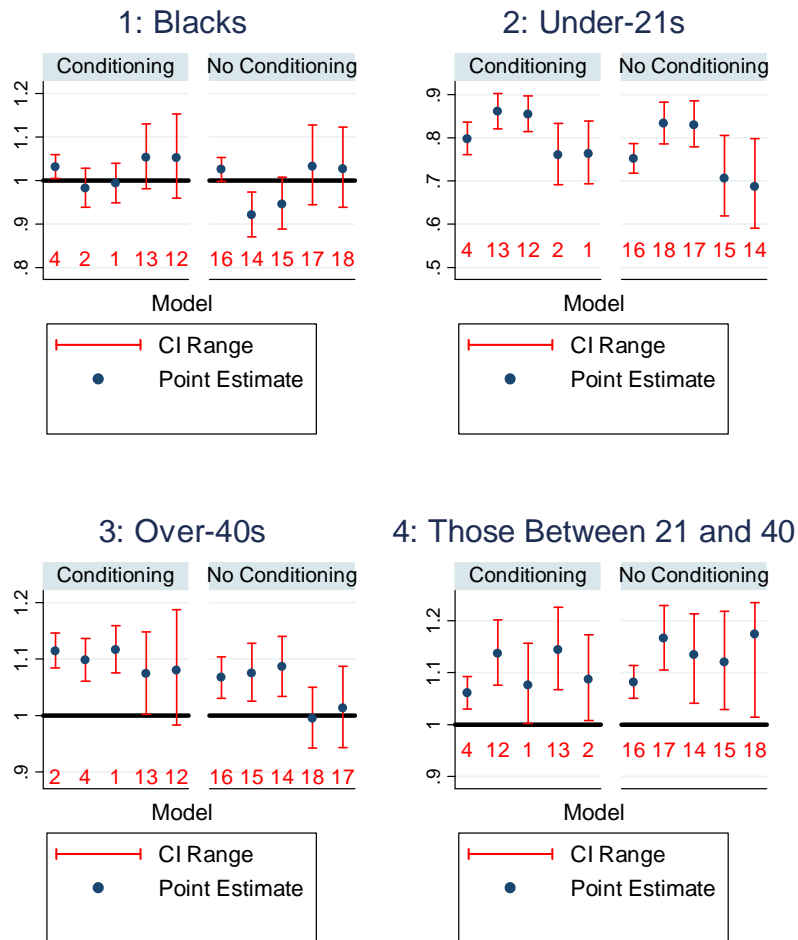 1: Blacks
Conditioning No Conditioning
.8 .9 1 1.1 1.2
4 2 1 13 12 16 14 15 17 18
Model
CI Range
Point Estimate
2: Under-21s
Conditioning No Conditioning
.5 .6 .7 .8 .9
4 13 12 2 1 16 18 17 15 14
Model
CI Range
Point Estimate
3: Over-40s
Conditioning No Conditioning
.9 1 1.1 1.2
2 4 1 13 12 16 15 14 18 17
Model
CI Range
Point Estimate
4: Those Between 21 and 40
Conditioning No Conditioning
.9 1 1.1 1.2
4 12 1 13 2 16 17 14 15 18
Model
CI Range
Point Estimate